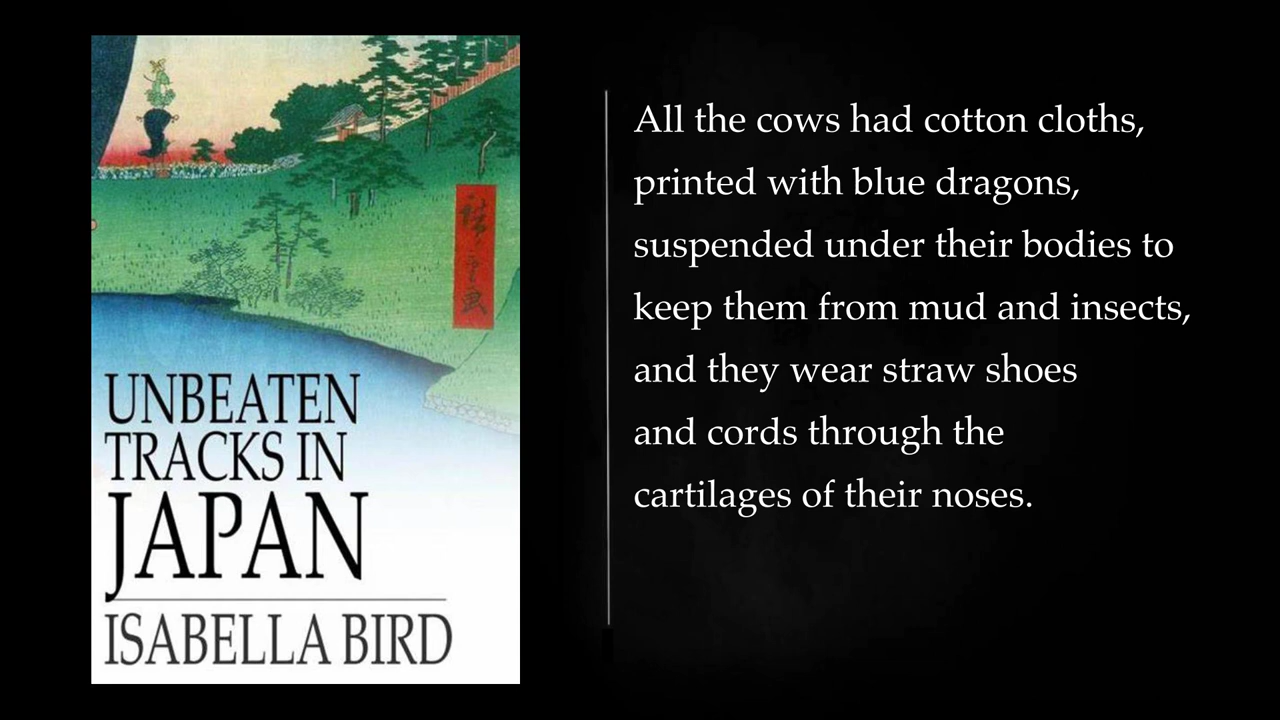 UNBEATEN
TRACKS IN
JAPAN
ISABELLA BIRD
All the cows had cotton cloths,
printed with blue dragons,
suspended under their bodies to
keep them from mud and insects,
and they wear straw shoes
and cords through the
cartilages of their noses.